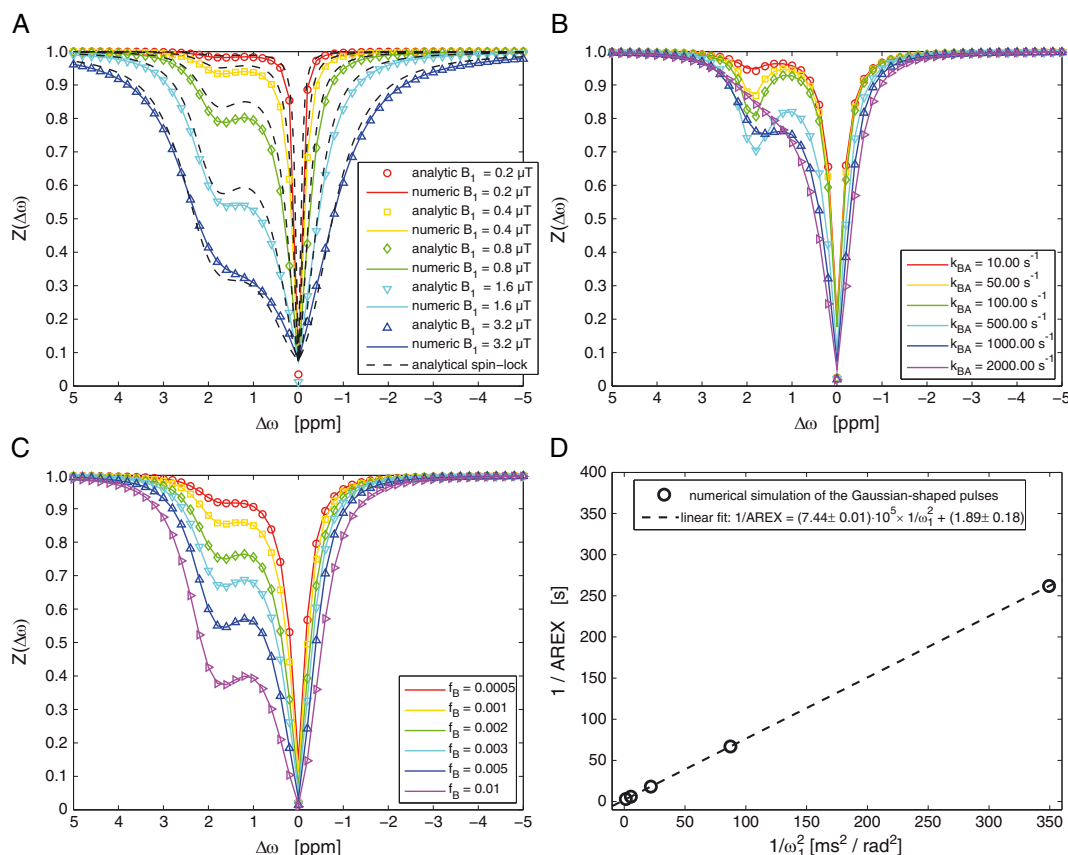 A
1.0
0.9
0.8
0.7
0.6
0.5
0.4
0.3
0.2
0.1
0
Z(Δω)
5 4 3 2 1 0 −1 −2 −3 −4 −5
Δω [ppm]
analytic B1 = 0.2 µT
numeric B1 = 0.2 µT
analytic B1 = 0.4 µT
numeric B1 = 0.4 µT
analytic B1 = 0.8 µT
numeric B1 = 0.8 µT
analytic B1 = 1.6 µT
numeric B1 = 1.6 µT
analytic B1 = 3.2 µT
numeric B1 = 3.2 µT
analytical spin−lock
B
1.0
0.9
0.8
0.7
0.6
0.5
0.4
0.3
0.2
0.1
0
Z(Δω)
5 4 3 2 1 0 −1 −2 −3 −4 −5
Δω [ppm]
kBA = 10.00 s−1
kBA = 50.00 s−1
kBA = 100.00 s−1
kBA = 500.00 s−1
kBA = 1000.00 s−1
kBA = 2000.00 s−1
C
1.0
0.9
0.8
0.7
0.6
0.5
0.4
0.3
0.2
0.1
0
Z(Δω)
5 4 3 2 1 0 −1 −2 −3 −4 −5
Δω [ppm]
fB = 0.0005
fB = 0.001
fB = 0.002
fB = 0.003
fB = 0.005
fB = 0.01
D
400
350
300
250
200
150
100
50
0
1 / AREX [s]
0 50 100 150 200 250 300 350
1/ω1² [ms² / rad²]
numerical simulation of the Gaussian-shaped pulses
linear fit: 1/AREX = (7.44± 0.01)·10⁵ × 1/ω1² + (1.89± 0.18)